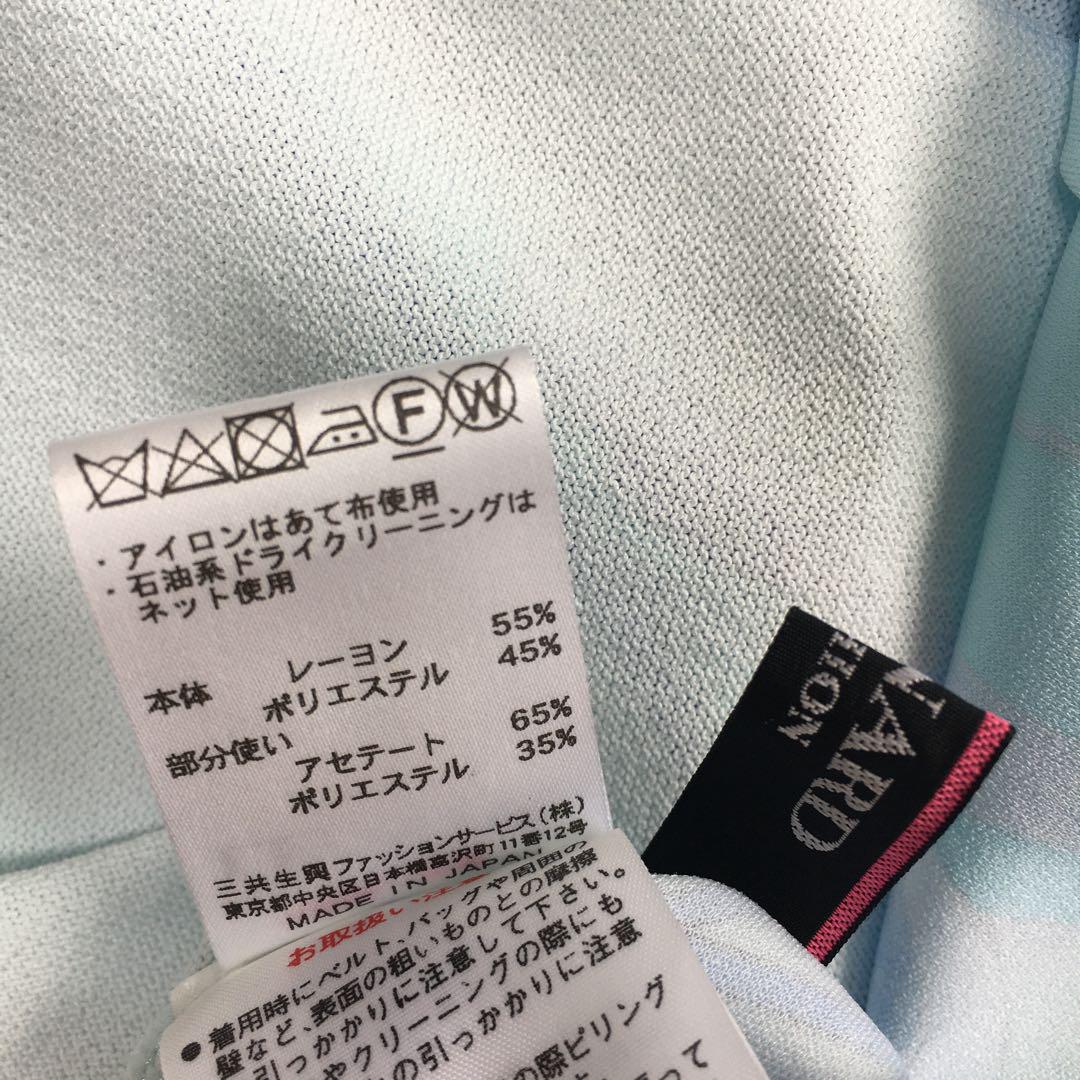 F W
・アイロンはあて布使用
・石油系ドライクリーニングは
ネット使用
レーヨン 55%
本体 ポリエステル 45%
部分使い アセテート 65%
ポリエステル 35%
三共生興ファッションサービス(株)
東京都中央区日本橋富沢町11番12号
MADE IN JAPAN
お取扱い注意
●着用時にベルト、バッグや周囲の
壁など、表面の粗いものとの摩擦
引っかかりに注意して下さい。
やクリーニングの際にも
の引っかかりに注意
の際ピリング
って
NARD
HION